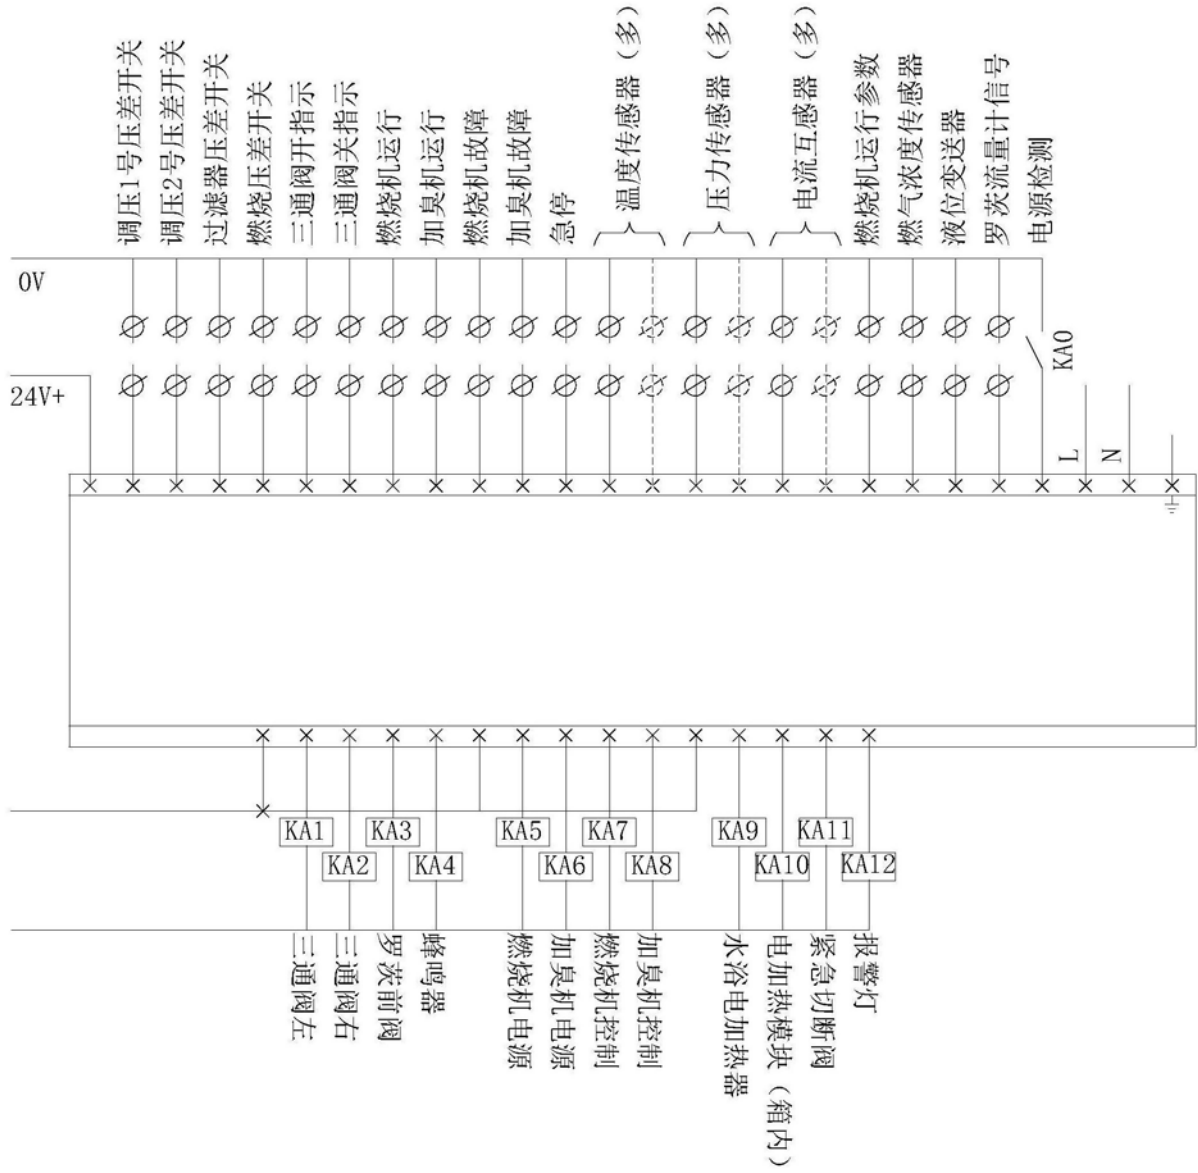 调压1号压差开关
调压2号压差开关
过滤器压差开关
燃烧压差开关
三通阀开指示
三通阀关指示
燃烧机运行
加臭机运行
燃烧机故障
加臭机故障
急停
温度传感器（多）
压力传感器（多）
电流互感器（多）
燃烧机运行参数
燃气浓度传感器
液位变送器
罗茨流量计信号
电源检测
0V
KA0
24V+
L
N
KA1
KA3
KA5
KA7
KA9
KA11
KA2
KA4
KA6
KA8
KA10
KA12
三通阀左
三通阀右
罗茨前阀
蜂鸣器
燃烧机电源
加臭机电源
燃烧机控制
加臭机控制
水浴电加热器
电加热模块（箱内）
紧急切断阀
报警灯